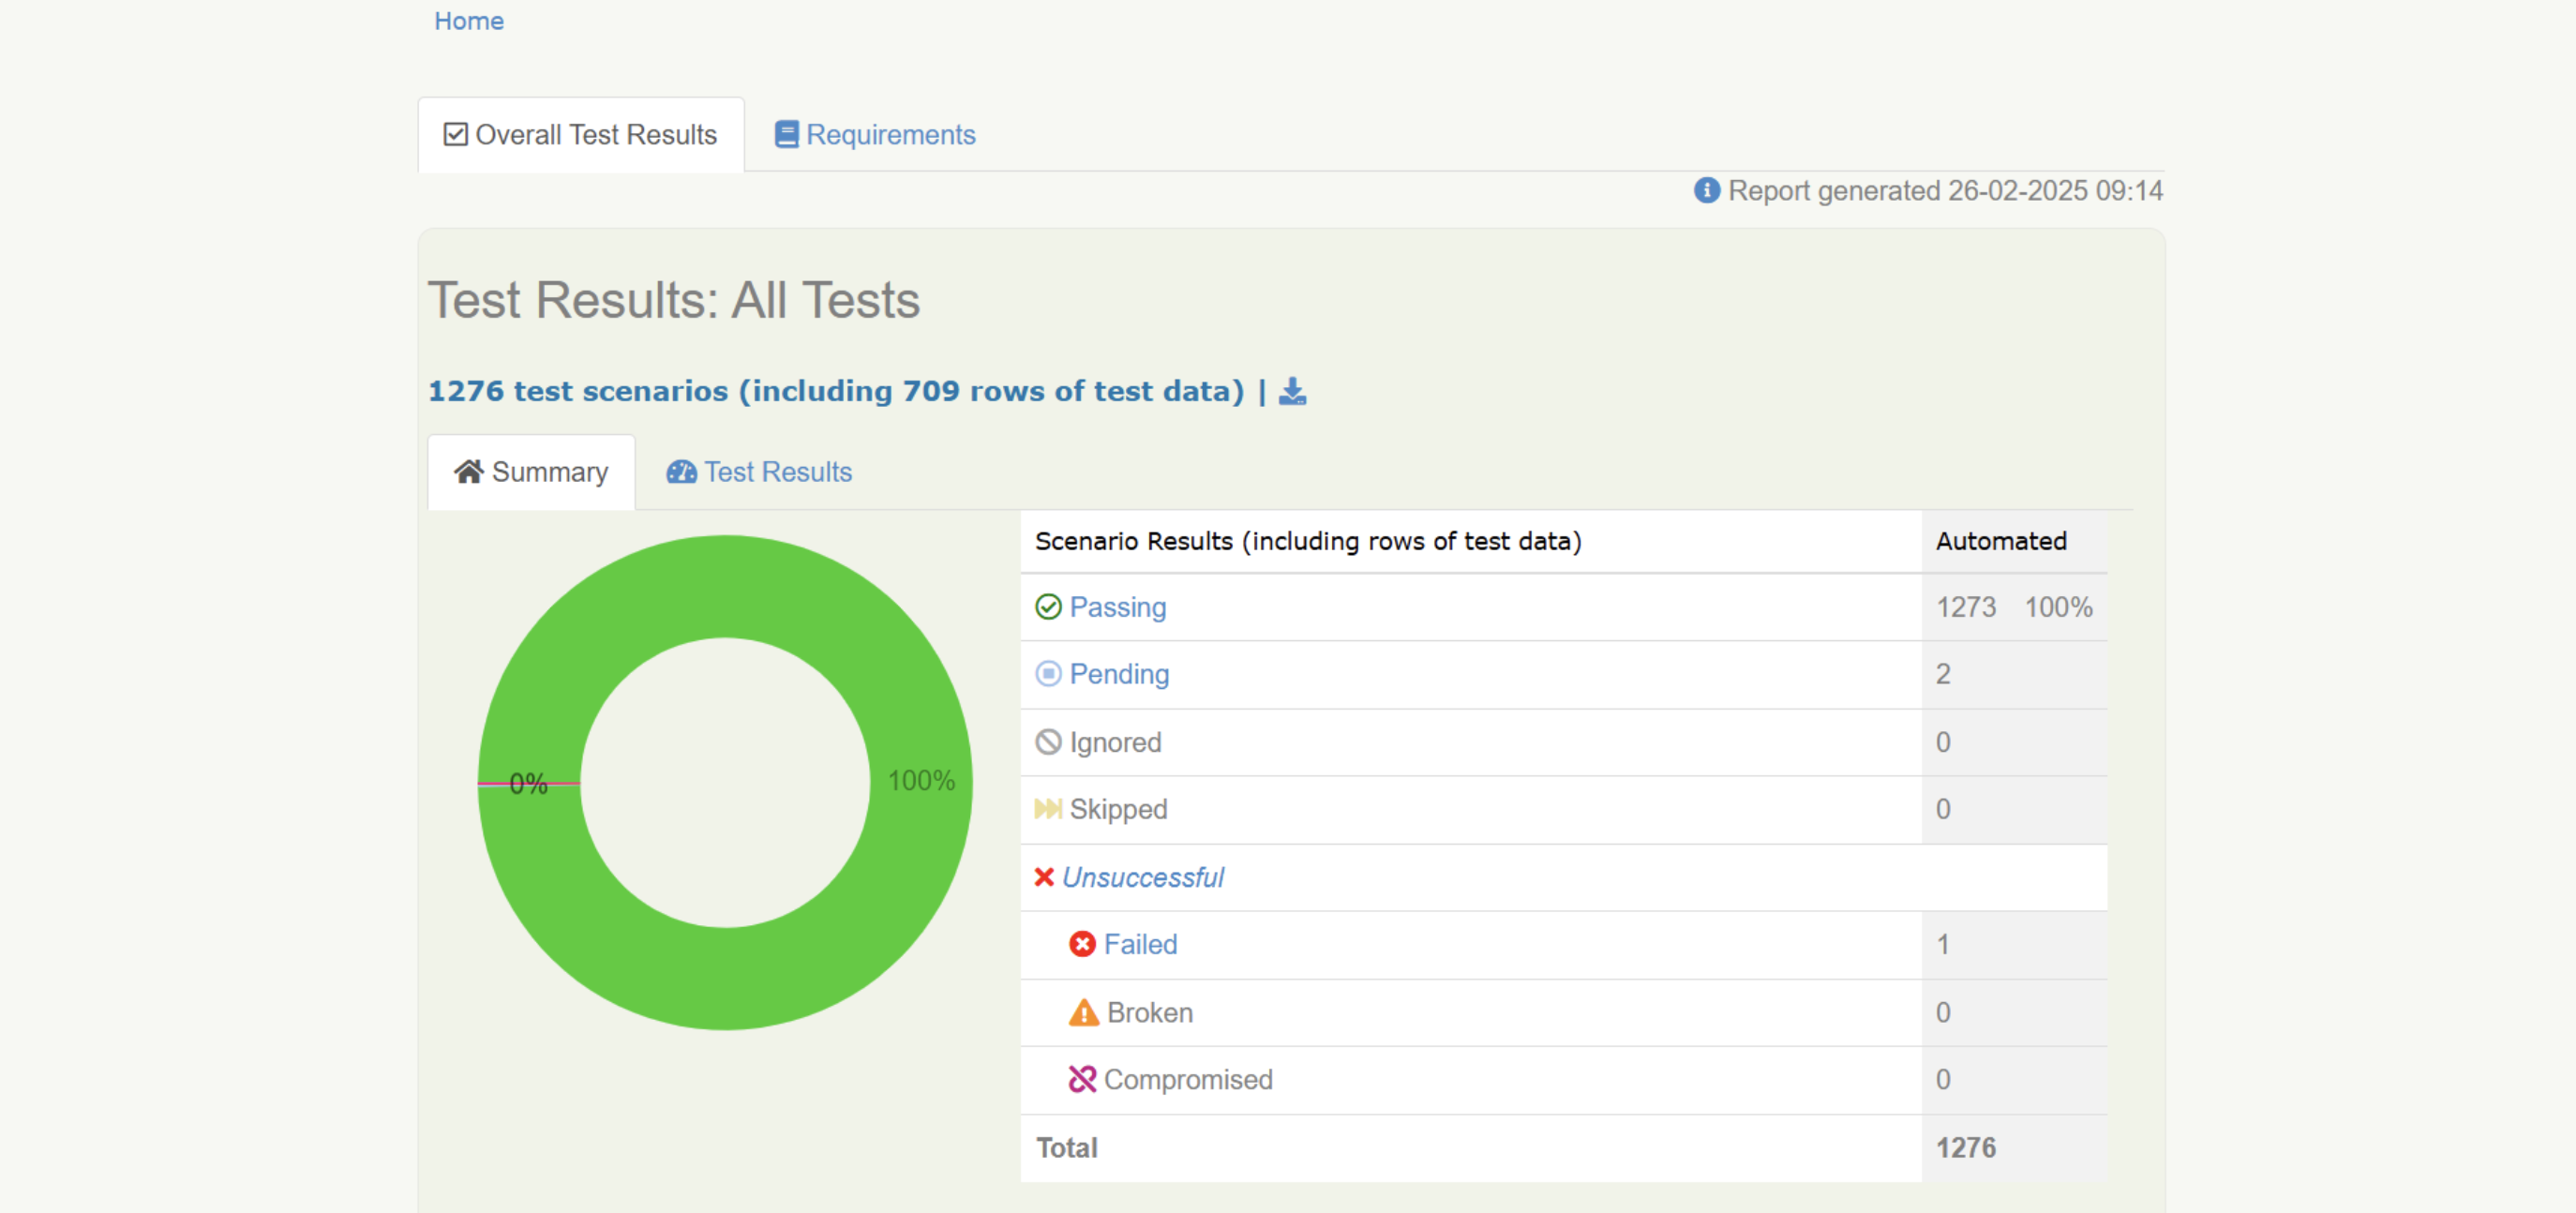 Home
Overall Test Results Requirements
Report generated 26-02-2025 09:14
Test Results: All Tests
1276 test scenarios (including 709 rows of test data) |
Summary Test Results
Scenario Results (including rows of test data) Automated
Passing 1273 100%
Pending 2
Ignored 0
0% 100%
Skipped 0
Unsuccessful
Failed 1
Broken 0
Compromised 0
Total 1276